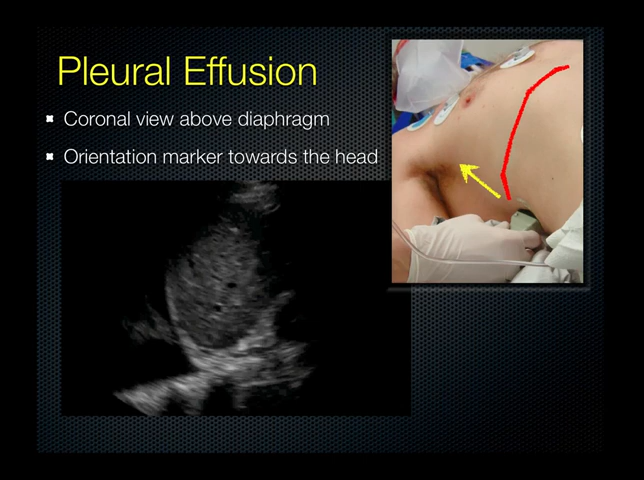 Pleural Effusion
Coronal view above diaphragm
Orientation marker towards the head